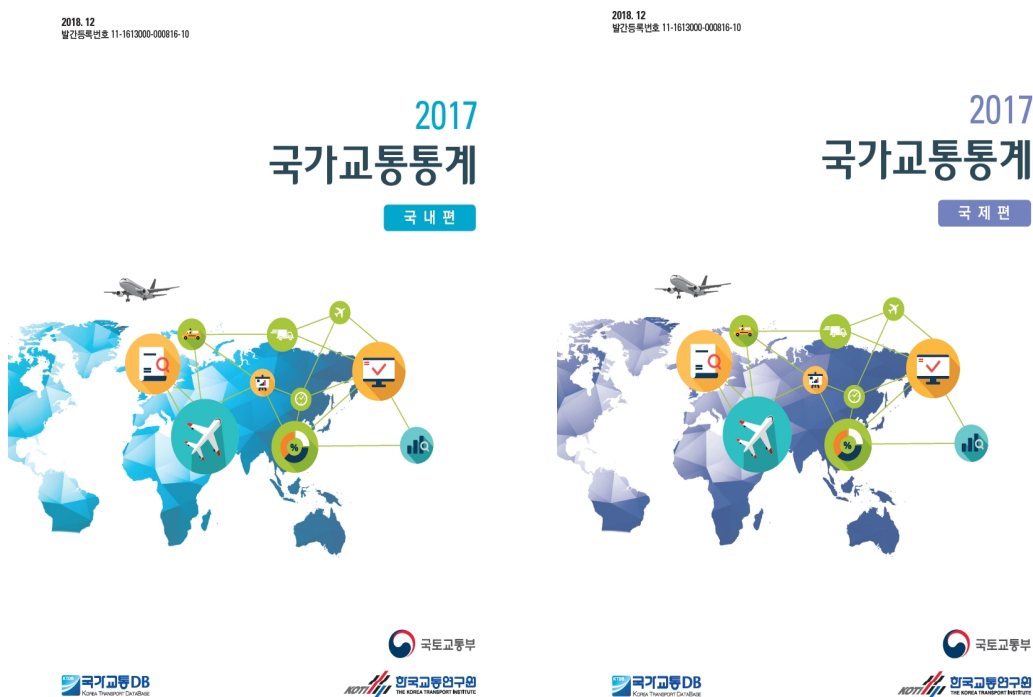 2018. 12
발간등록번호 11-1613000-000816-10
2017
국가교통통계
국내편
%
국토교통부
KTDB 국가교통DB
KOREA TRANSPORT DATABASE
KOTI 한국교통연구원
THE KOREA TRANSPORT INSTITUTE
2018. 12
발간등록번호 11-1613000-000816-10
2017
국가교통통계
국제편
%
국토교통부
KTDB 국가교통DB
KOREA TRANSPORT DATABASE
KOTI 한국교통연구원
THE KOREA TRANSPORT INSTITUTE